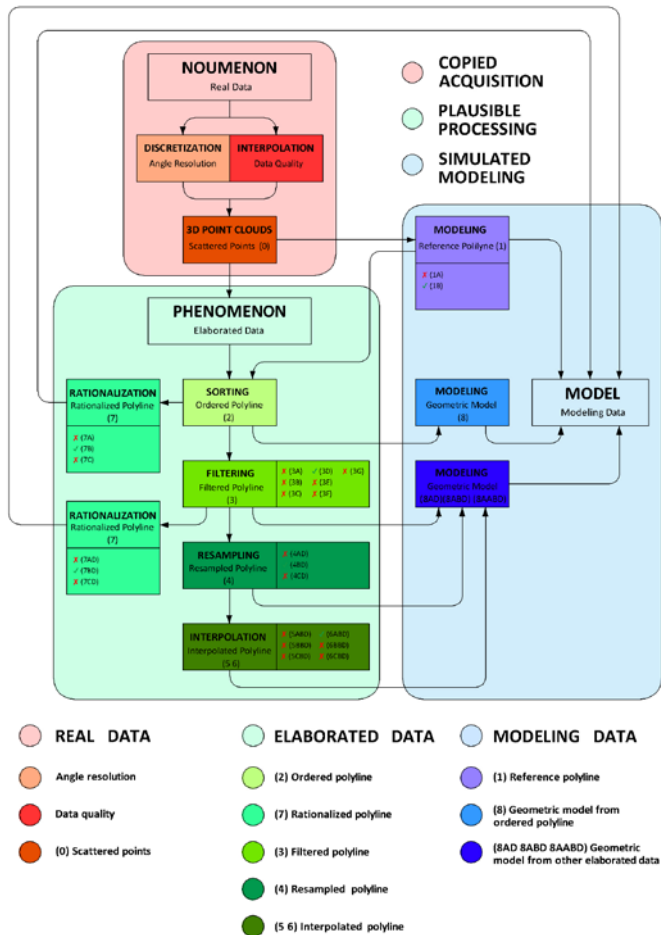 NOUMENON
Real Data
COPIED
ACQUISITION
PLAUSIBLE
PROCESSING
SIMULATED
MODELING
DISCRETIZATION
Angle Resolution
INTERPOLATION
Data Quality
3D POINT CLOUDS
Scattered Points (0)
MODELING
Reference Polilyne (1)
✗ (1A)
✓ (1B)
PHENOMENON
Elaborated Data
RATIONALIZATION
Rationalized Polyline
(7)
✗ (7A)
✓ (7B)
✗ (7C)
SORTING
Ordered Polyline
(2)
MODELING
Geometric Model
(8)
MODEL
Modeling Data
FILTERING
Filtered Polyline
(3)
✗ (3A) ✓ (3D) ✗ (3G)
✗ (3B) ✗ (3E)
✗ (3C) ✗ (3F)
MODELING
Geometric Model
(8AD)(8ABD) (8AABD)
RATIONALIZATION
Rationalized Polyline
(7)
✗ (7AD)
✓ (7BD)
✗ (7CD)
RESAMPLING
Resampled Polyline
(4)
✗ (4AD)
(4BD)
✗ (4CD)
INTERPOLATION
Interpolated Polyline
(5 6)
✗ (5ABD) (6ABD)
✗ (5BBD) ✗ (6BBD)
✗ (5CBD) ✗ (6CBD)
REAL DATA
Angle resolution
Data quality
(0) Scattered points
ELABORATED DATA
(2) Ordered polyline
(7) Rationalized polyline
(3) Filtered polyline
(4) Resampled polyline
(5 6) Interpolated polyline
MODELING DATA
(1) Reference polyline
(8) Geometric model from
ordered polyline
(8AD 8ABD 8AABD) Geometric
model from other elaborated data